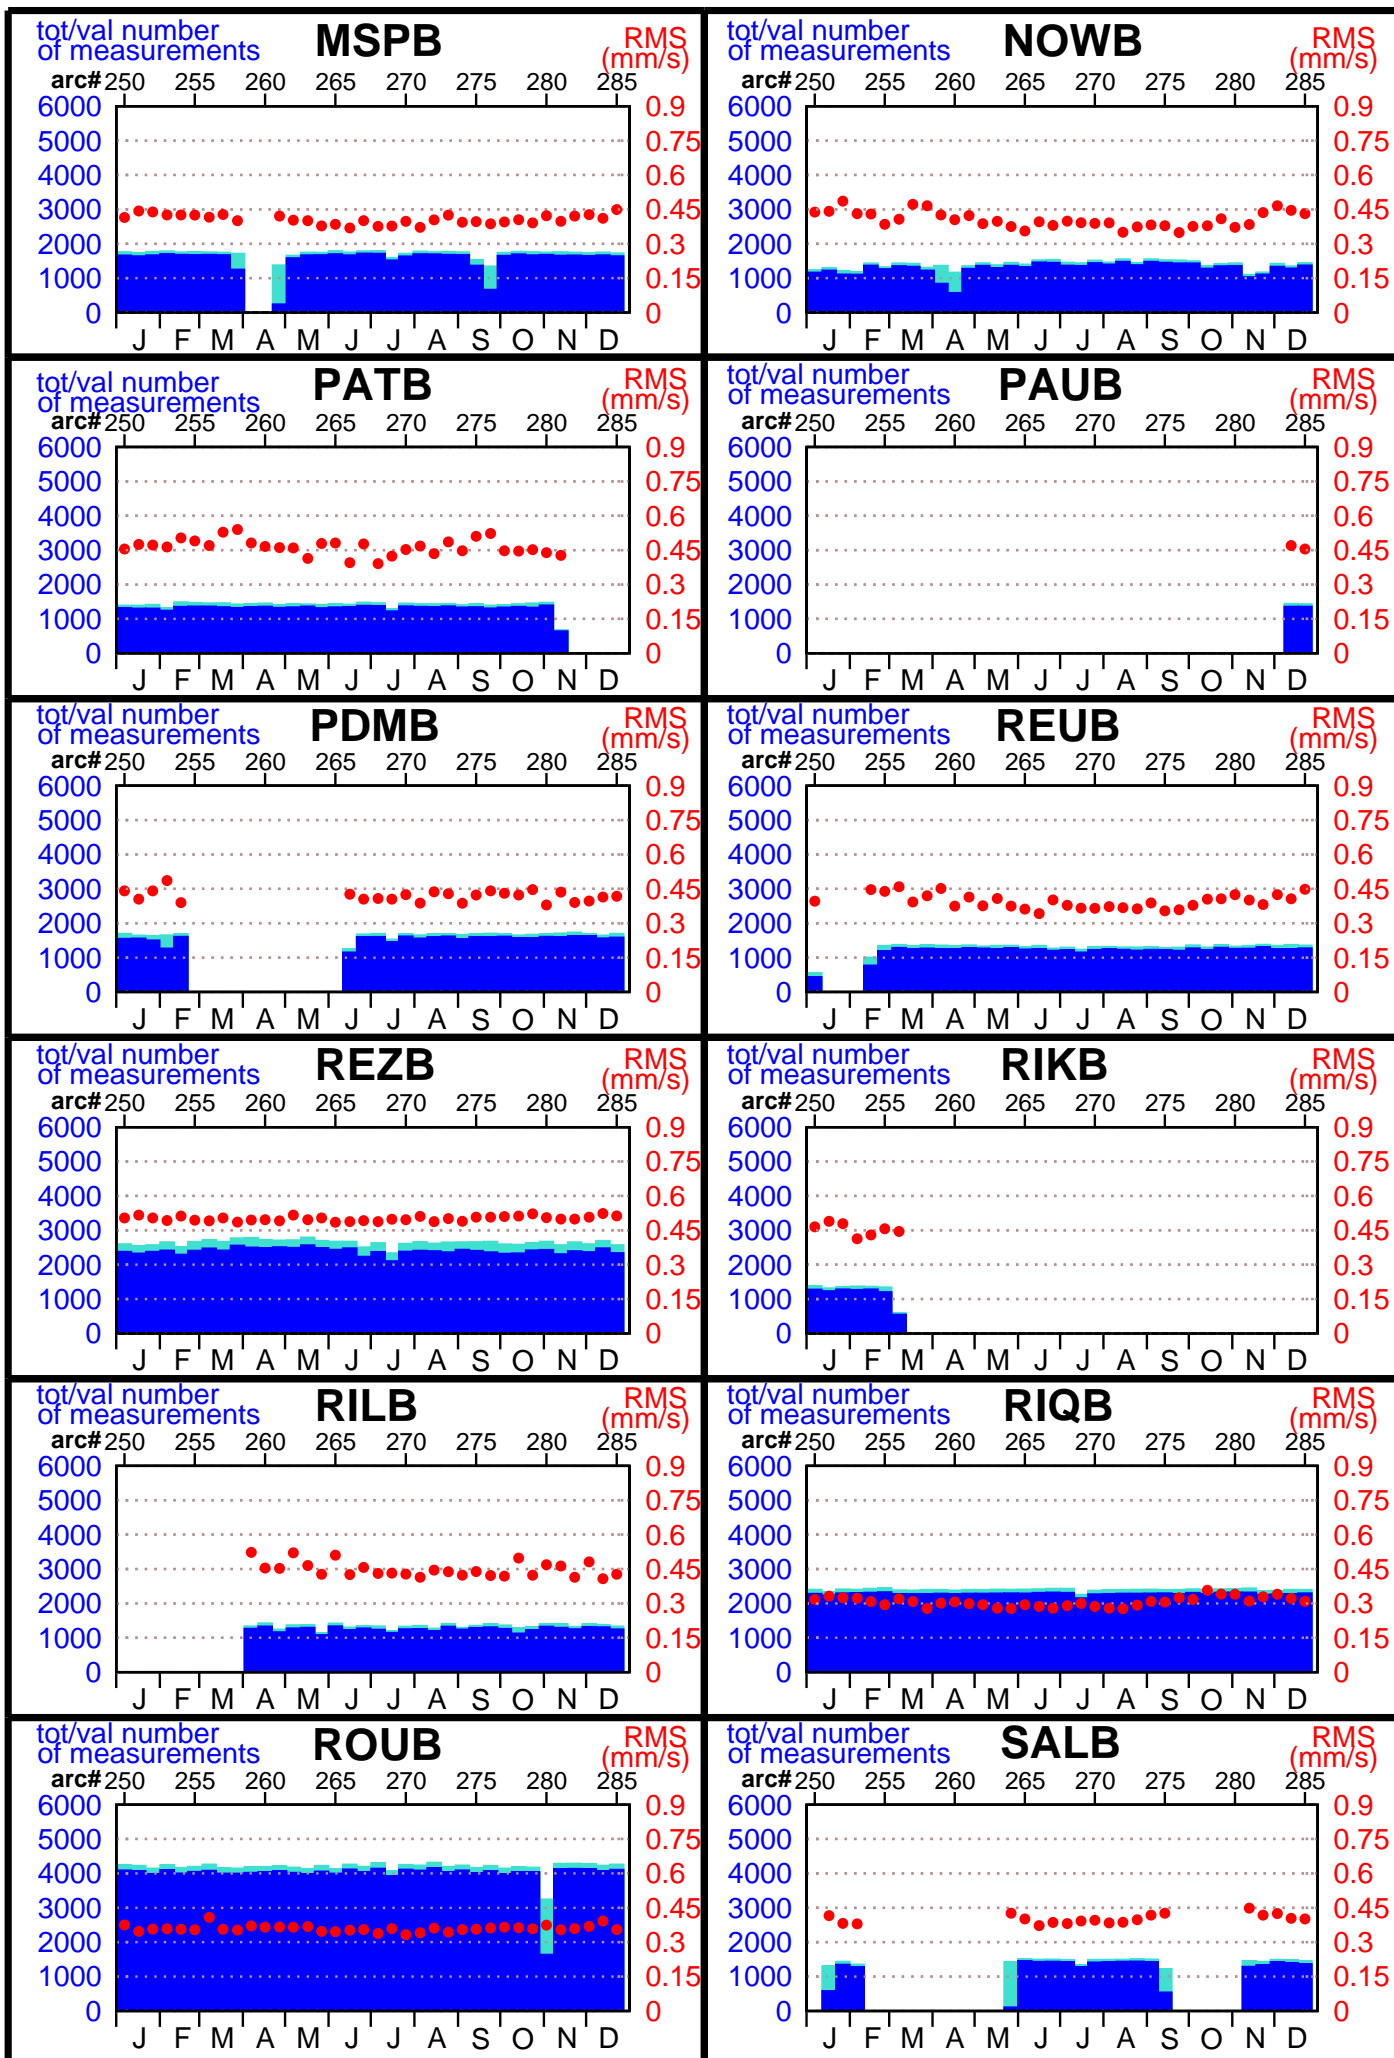 tot/val number MSPB RMS
of measurements (mm/s)
arc# 250 255 260 265 270 275 280 285
6000 0.9
5000 0.75
4000 0.6
3000 0.45
2000 0.3
1000 0.15
0 0
J F M A M J J A S O N D
tot/val number NOWB RMS
of measurements (mm/s)
arc# 250 255 260 265 270 275 280 285
6000 0.9
5000 0.75
4000 0.6
3000 0.45
2000 0.3
1000 0.15
0 0
J F M A M J J A S O N D
tot/val number PATB RMS
of measurements (mm/s)
arc# 250 255 260 265 270 275 280 285
6000 0.9
5000 0.75
4000 0.6
3000 0.45
2000 0.3
1000 0.15
0 0
J F M A M J J A S O N D
tot/val number PAUB RMS
of measurements (mm/s)
arc# 250 255 260 265 270 275 280 285
6000 0.9
5000 0.75
4000 0.6
3000 0.45
2000 0.3
1000 0.15
0 0
J F M A M J J A S O N D
tot/val number PDMB RMS
of measurements (mm/s)
arc# 250 255 260 265 270 275 280 285
6000 0.9
5000 0.75
4000 0.6
3000 0.45
2000 0.3
1000 0.15
0 0
J F M A M J J A S O N D
tot/val number REUB RMS
of measurements (mm/s)
arc# 250 255 260 265 270 275 280 285
6000 0.9
5000 0.75
4000 0.6
3000 0.45
2000 0.3
1000 0.15
0 0
J F M A M J J A S O N D
tot/val number REZB RMS
of measurements (mm/s)
arc# 250 255 260 265 270 275 280 285
6000 0.9
5000 0.75
4000 0.6
3000 0.45
2000 0.3
1000 0.15
0 0
J F M A M J J A S O N D
tot/val number RIKB RMS
of measurements (mm/s)
arc# 250 255 260 265 270 275 280 285
6000 0.9
5000 0.75
4000 0.6
3000 0.45
2000 0.3
1000 0.15
0 0
J F M A M J J A S O N D
tot/val number RILB RMS
of measurements (mm/s)
arc# 250 255 260 265 270 275 280 285
6000 0.9
5000 0.75
4000 0.6
3000 0.45
2000 0.3
1000 0.15
0 0
J F M A M J J A S O N D
tot/val number RIQB RMS
of measurements (mm/s)
arc# 250 255 260 265 270 275 280 285
6000 0.9
5000 0.75
4000 0.6
3000 0.45
2000 0.3
1000 0.15
0 0
J F M A M J J A S O N D
tot/val number ROUB RMS
of measurements (mm/s)
arc# 250 255 260 265 270 275 280 285
6000 0.9
5000 0.75
4000 0.6
3000 0.45
2000 0.3
1000 0.15
0 0
J F M A M J J A S O N D
tot/val number SALB RMS
of measurements (mm/s)
arc# 250 255 260 265 270 275 280 285
6000 0.9
5000 0.75
4000 0.6
3000 0.45
2000 0.3
1000 0.15
0 0
J F M A M J J A S O N D